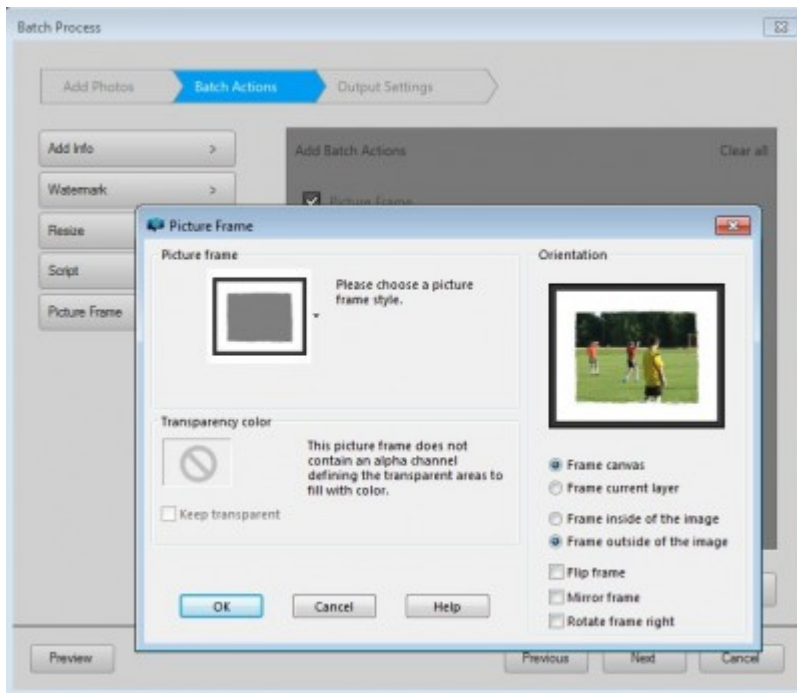 Batch Process
Add Photos
Batch Actions
Output Settings
Add Info >
Watermark >
Resize
Script
Picture Frame
Add Batch Actions
Clear all
Picture Frame
Picture Frame
Picture frame
Please choose a picture
frame style.
Transparency color
This picture frame does not
contain an alpha channel
defining the transparent areas to
fill with color.
Keep transparent
Orientation
Frame canvas
Frame current layer
Frame inside of the image
Frame outside of the image
Flip frame
Mirror frame
Rotate frame right
OK
Cancel
Help
Preview
Previous
Next
Cancel